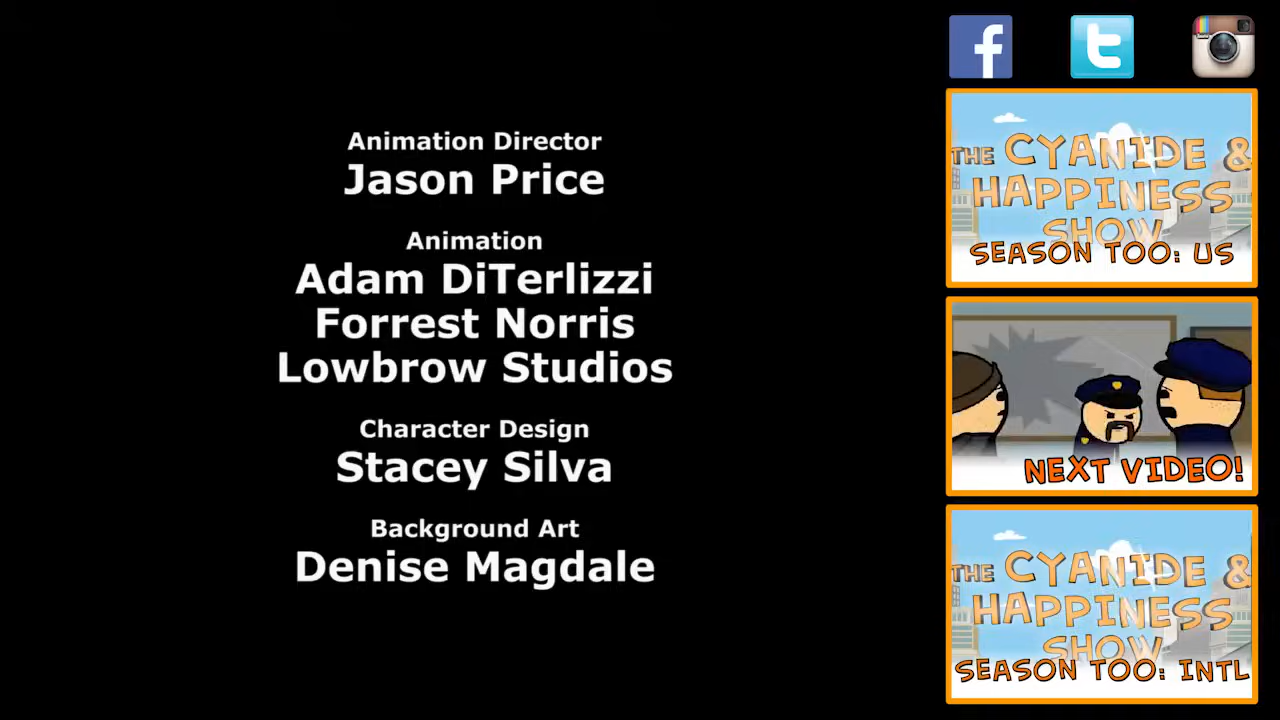 Animation Director
Jason Price
Animation
Adam DiTerlizzi
Forrest Norris
Lowbrow Studios
Character Design
Stacey Silva
Background Art
Denise Magdale
THE CYANIDE &
HAPPINESS
SHOW
SEASON TOO: US
NEXT VIDEO!
THE CYANIDE &
HAPPINESS
SHOW
SEASON TOO: INTL